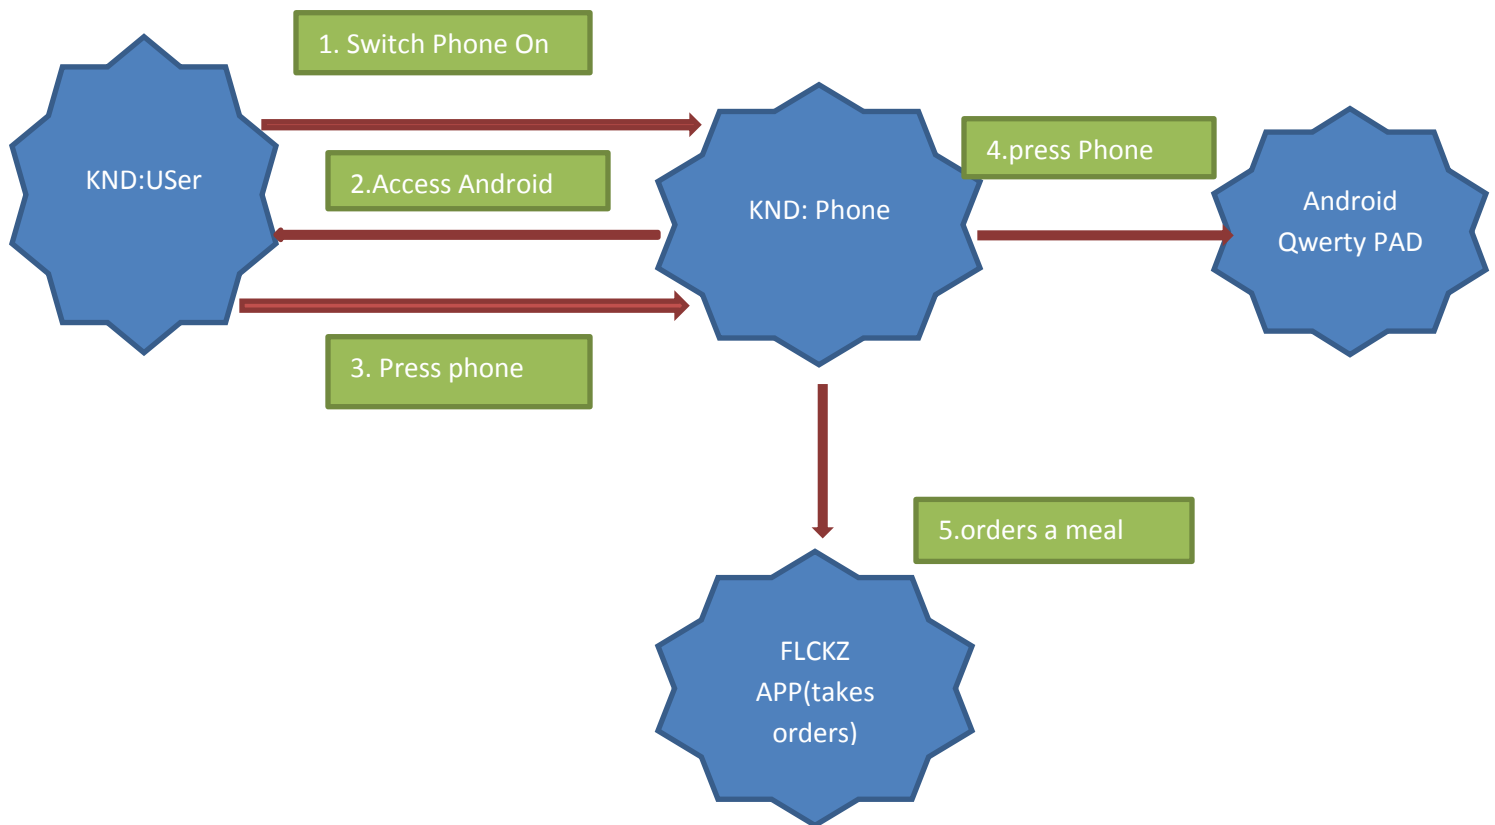 1. Switch Phone On
KND:USer
2.Access Android
3. Press phone
KND: Phone
4.press Phone
Android
Qwerty PAD
5.orders a meal
FLCKZ
APP(takes
orders)